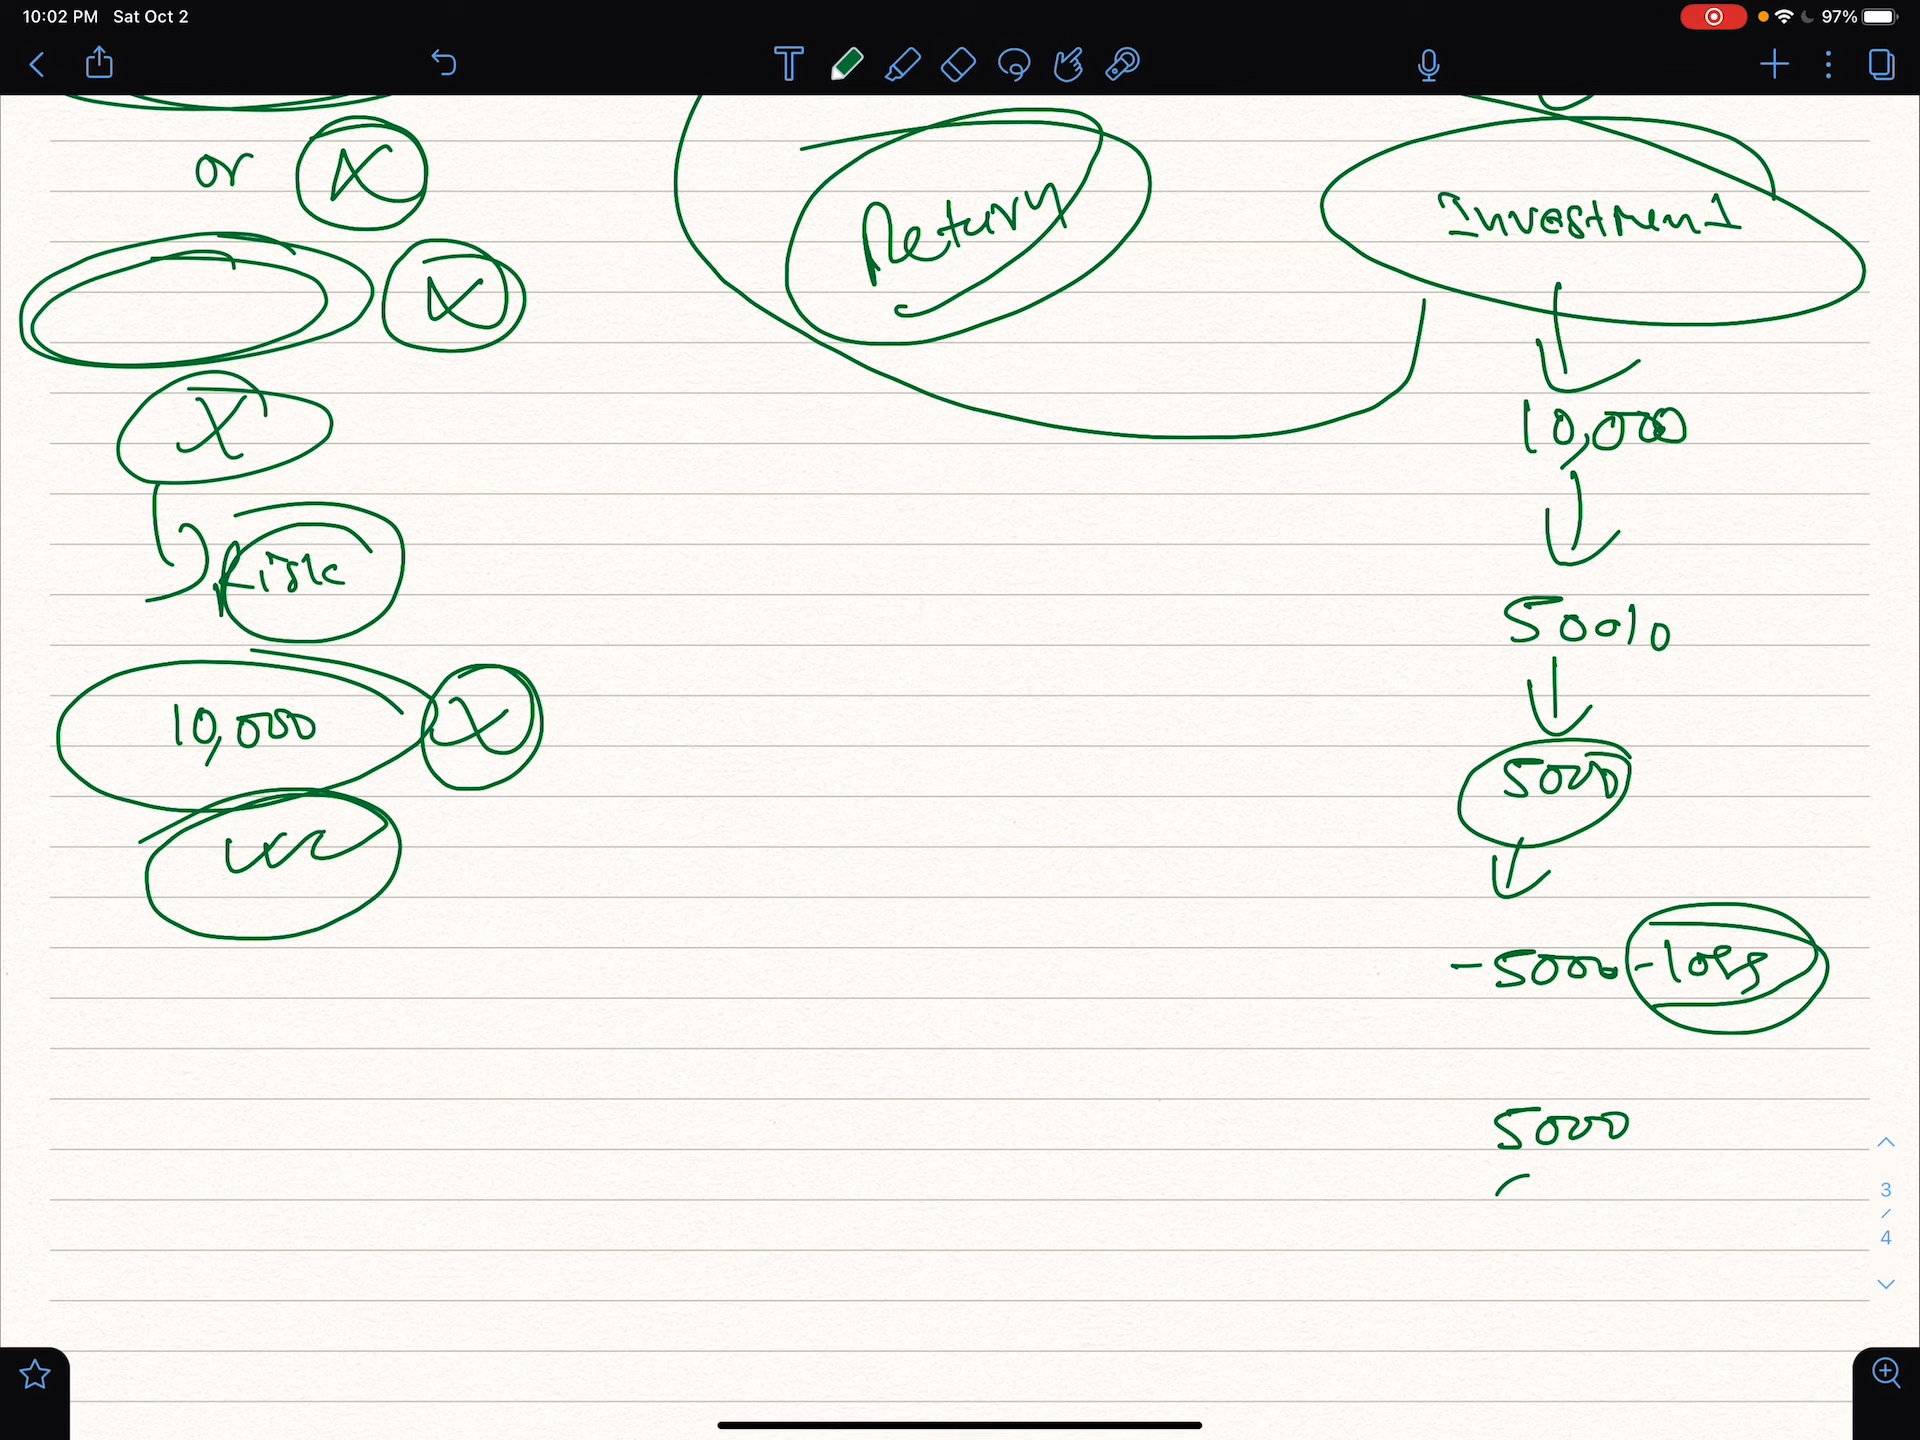 10:02 PM Sat Oct 2
97%
T
or X
Return
Investment
X
X
10,000
Risk
50%
10,000 X
5000
-5000 -loss
5000
3
/
4